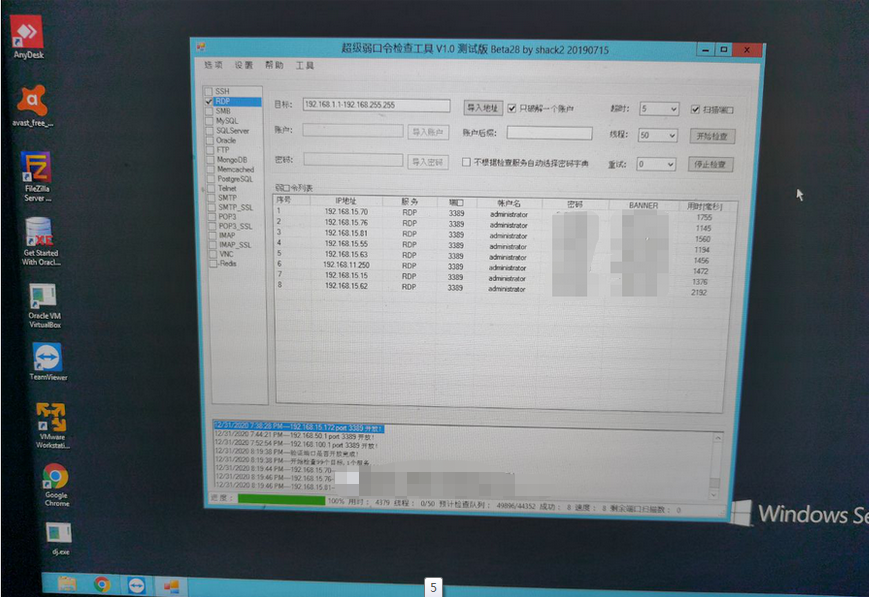 超级弱口令检查工具 V1.0 测试版 Beta28 by shack2 20190715
选项 设置 帮助 工具
AnyDesk
avast_free_...
FileZilla
Server ...
Get Started
With Oracl...
Oracle VM
VirtualBox
TeamViewer
VMware
Workstati...
Google
Chrome
dj.exe
SSH
RDP
SMB
MySQL
SQLServer
Oracle
FTP
MongoDB
Memcached
PostgreSQL
Telnet
SMTP
SMTP_SSL
POP3
POP3_SSL
IMAP
IMAP_SSL
VNC
Redis
目标: 192.168.1.1-192.168.255.255 导入地址 只破解一个账户 超时: 5 扫描端口
账户: 导入账户 账户后缀: 线程: 50 开始检查
密码: 导入密码 不根据检查服务自动选择密码字典 重试: 0 停止检查
弱口令列表
序号 IP地址 服务 端口 帐户名 密码 BANNER 用时[毫秒]
1 192.168.15.70 RDP 3389 administrator 1755
2 192.168.15.76 RDP 3389 administrator 1145
3 192.168.15.81 RDP 3389 administrator 1560
4 192.168.15.55 RDP 3389 administrator 1194
5 192.168.15.63 RDP 3389 administrator 1456
6 192.168.11.250 RDP 3389 administrator 1472
7 192.168.15.15 RDP 3389 administrator 1376
8 192.168.15.62 RDP 3389 administrator 2192
12/31/2020 7:38:28 PM----192.168.15.172 port 3389 开放!
12/31/2020 7:44:21 PM----192.168.50.1 port 3389 开放!
12/31/2020 7:52:54 PM----192.168.100.1 port 3389 开放!
12/31/2020 8:19:38 PM----验证端口是否开放完成!
12/31/2020 8:19:38 PM----开始检查99个目标, 1个服务
12/31/2020 8:19:44 PM----192.168.15.70-
12/31/2020 8:19:46 PM----192.168.15.76-
12/31/2020 8:19:46 PM----192.168.15.81-
进度: 100% 用时: 4379 线程: 0/50 预计检查队列: 49896/44352 成功: 8 速度: 8 剩余端口扫描数: 0
Windows Se
5